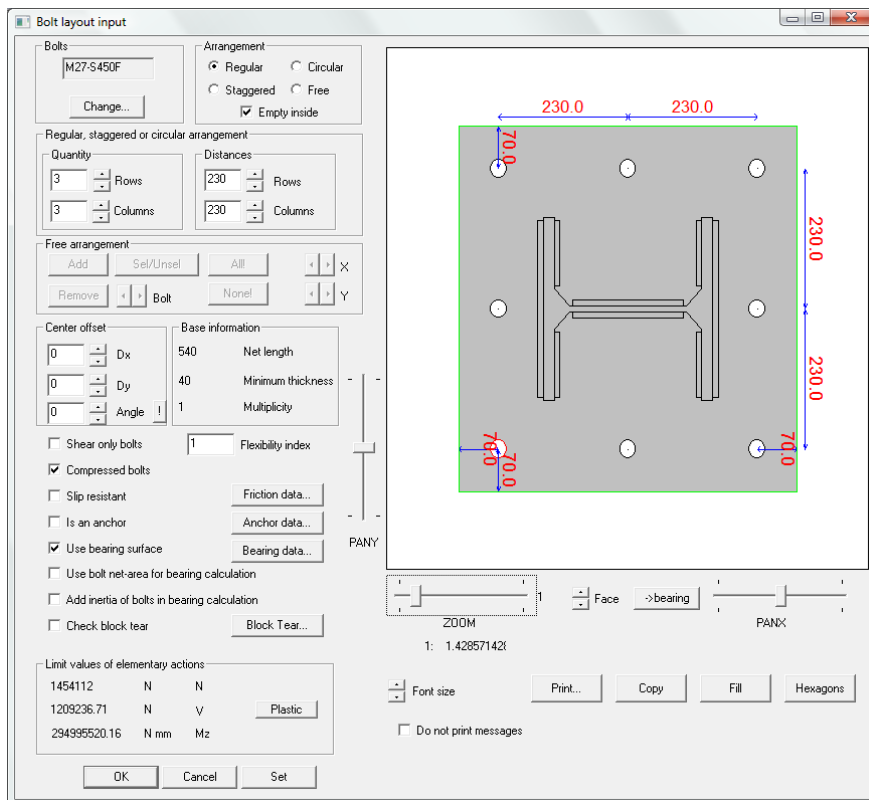 Bolt layout input
Bolts
M27-S450F
Change...
Arrangement
Regular
Circular
Staggered
Free
Empty inside
Regular, staggered or circular arrangement
Quantity
3 Rows
3 Columns
Distances
230 Rows
230 Columns
Free arrangement
Add
Sel/Unsel
All!
X
Remove
Bolt
None!
Y
Center offset
0 Dx
0 Dy
0 Angle !
Base information
540 Net length
40 Minimum thickness
1 Multiplicity
Shear only bolts
1 Flexibility index
Compressed bolts
Slip resistant
Friction data...
Is an anchor
Anchor data...
Use bearing surface
Bearing data...
Use bolt net-area for bearing calculation
Add inertia of bolts in bearing calculation
Check block tear
Block Tear...
Limit values of elementary actions
1454112 N N
1209236.71 N V
294995520.16 N mm Mz
Plastic
OK
Cancel
Set
PANY
230.0
230.0
70.0
230.0
230.0
70.0
70.0
70.0
ZOOM
1
Face
->bearing
PANX
1: 1.428571428
Font size
Print...
Copy
Fill
Hexagons
Do not print messages